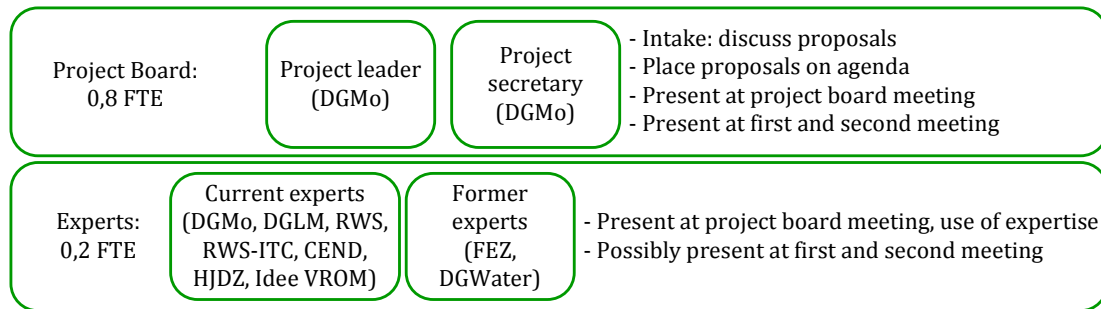 Project Board:
0,8 FTE
Project leader
(DGMo)
Project
secretary
(DGMo)
- Intake: discuss proposals
- Place proposals on agenda
- Present at project board meeting
- Present at first and second meeting
Experts:
0,2 FTE
Current experts
(DGMo, DGLM, RWS,
RWS-ITC, CEND,
HJDZ, Idee VROM)
Former
experts
(FEZ,
DGWater)
- Present at project board meeting, use of expertise
- Possibly present at first and second meeting